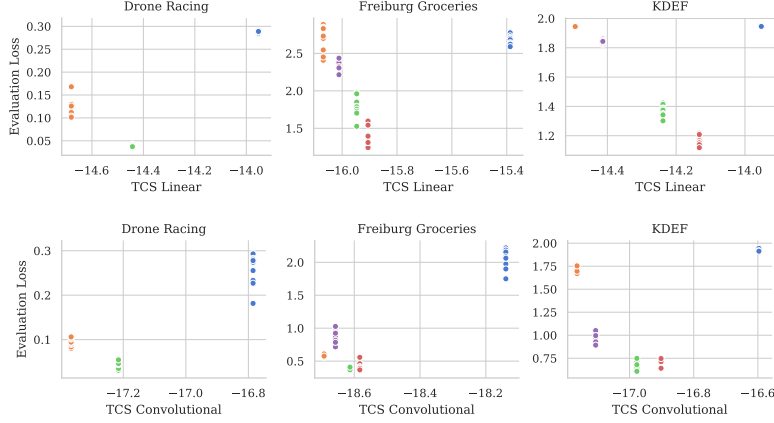 Drone Racing
Freiburg Groceries
KDEF
Evaluation Loss
0.30
0.25
0.20
0.15
0.10
0.05
2.5
2.0
1.5
2.0
1.8
1.6
1.4
1.2
−14.6 −14.4 −14.2 −14.0
−16.0 −15.8 −15.6 −15.4
−14.4 −14.2 −14.0
TCS Linear
TCS Linear
TCS Linear
Drone Racing
Freiburg Groceries
KDEF
Evaluation Loss
0.3
0.2
0.1
2.0
1.5
1.0
0.5
2.00
1.75
1.50
1.25
1.00
0.75
−17.2 −17.0 −16.8
−18.6 −18.4 −18.2
−17.0 −16.8 −16.6
TCS Convolutional
TCS Convolutional
TCS Convolutional